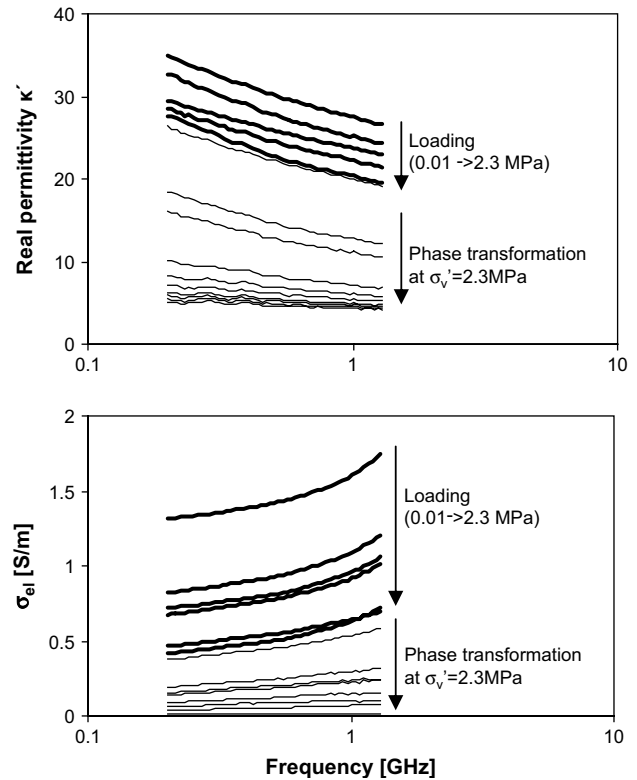 40
30
20
10
0
Real permittivity κ′
Loading
(0.01 ->2.3 MPa)
Phase transformation
at σv’=2.3MPa
0.1
1
10
2
1.5
1
0.5
0
σel [S/m]
Loading
(0.01->2.3 MPa)
Phase transformation
at σv’=2.3MPa
0.1
1
10
Frequency [GHz]